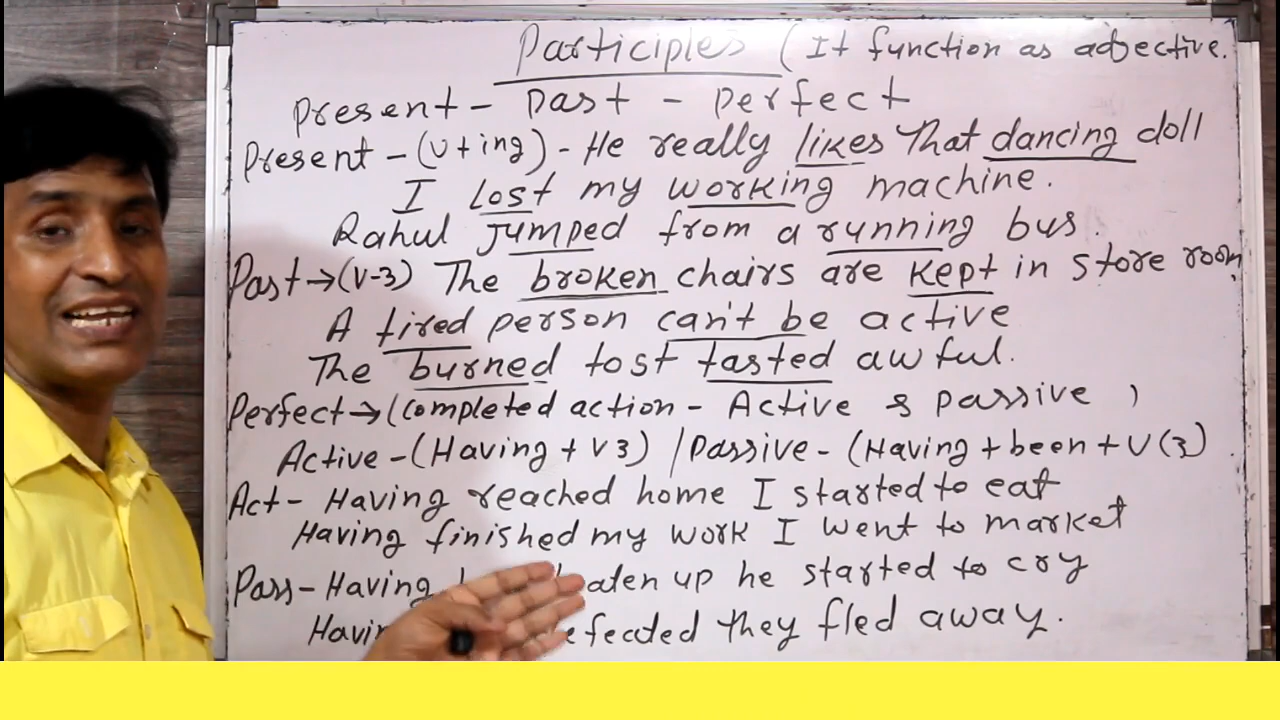 Participles (It function as adjective.
Present - past - perfect
Present - (V+ing) - He really likes That dancing doll
I Lost my working machine.
Rahul Jumped from a running bus.
Past → (V-3) The broken chairs are kept in store room,
A tired person can't be active
The burned tost tasted awful.
Perfect → (Completed action - Active & passive )
Active - (Having + V3) / Passive - (Having + been + V(3)
Act - Having reached home I started to eat
Having finished my work I went to market
Pass - Having up he started to cry
they fled away.